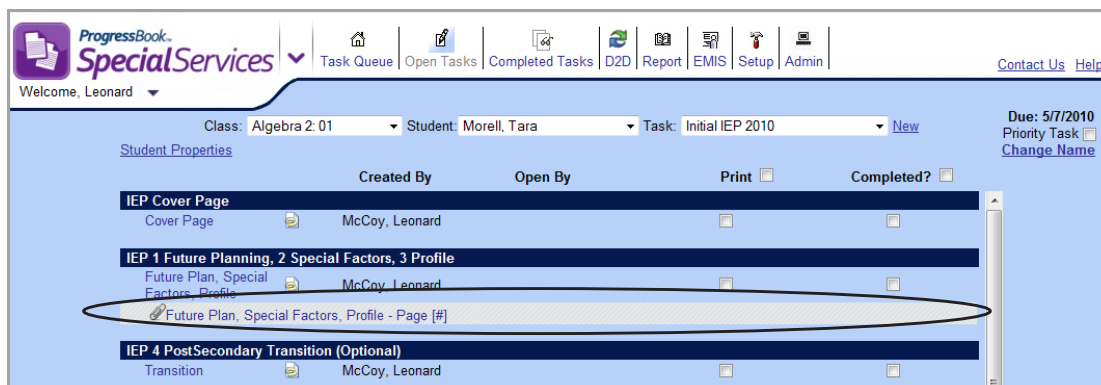 ProgressBook™
SpecialServices
Task Queue Open Tasks Completed Tasks D2D Report EMIS Setup Admin
Contact Us Help
Welcome, Leonard
Class: Algebra 2: 01 Student: Morell, Tara Task: Initial IEP 2010 New
Due: 5/7/2010
Priority Task
Change Name
Student Properties
Created By Open By Print Completed?
IEP Cover Page
Cover Page McCoy, Leonard
IEP 1 Future Planning, 2 Special Factors, 3 Profile
Future Plan, Special
Factors, Profile McCoy, Leonard
Future Plan, Special Factors, Profile - Page [#]
IEP 4 PostSecondary Transition (Optional)
Transition McCoy, Leonard